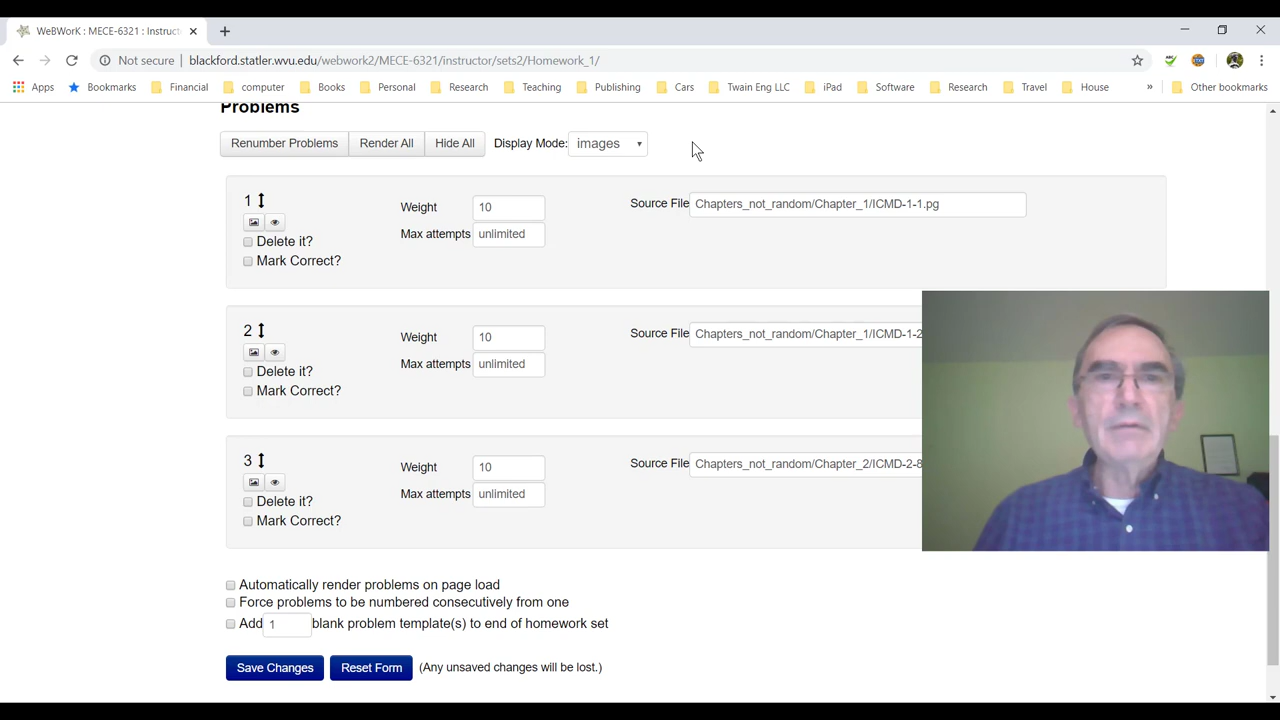 WeBWorK : MECE-6321 : Instruct
Not secure
blackford.statler.wvu.edu/webwork2/MECE-6321/instructor/sets2/Homework_1/
Apps
Bookmarks
Financial
computer
Books
Personal
Research
Teaching
Publishing
Cars
Twain Eng LLC
iPad
Software
Research
Travel
House
»
Other bookmarks
Problems
Renumber Problems
Render All
Hide All
Display Mode:
images
1
Weight
10
Source File
Chapters_not_random/Chapter_1/ICMD-1-1.pg
Max attempts
unlimited
Delete it?
Mark Correct?
2
Weight
10
Source File
Chapters_not_random/Chapter_1/ICMD-1-2
Max attempts
unlimited
Delete it?
Mark Correct?
3
Weight
10
Source File
Chapters_not_random/Chapter_2/ICMD-2-8
Max attempts
unlimited
Delete it?
Mark Correct?
Automatically render problems on page load
Force problems to be numbered consecutively from one
Add 1 blank problem template(s) to end of homework set
Save Changes
Reset Form
(Any unsaved changes will be lost.)